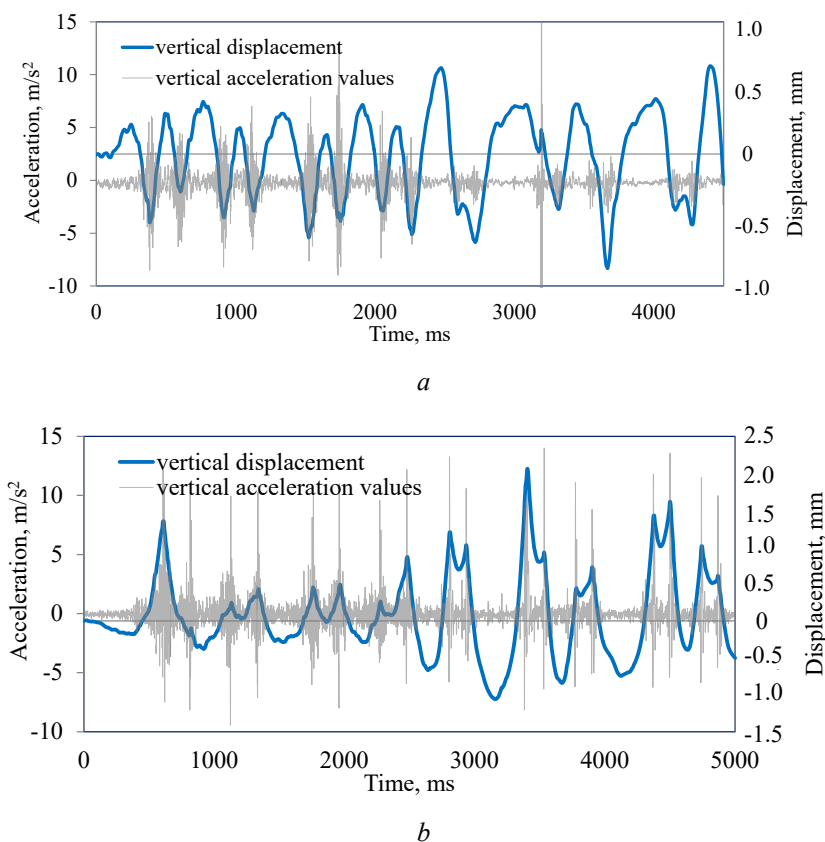 15
10
5
0
-5
-10
Acceleration, m/s²
vertical displacement
vertical acceleration values
1.0
0.5
0
-0.5
-1.0
Displacement, mm
0 1000 2000 3000 4000
Time, ms
a
15
10
5
0
-5
-10
Acceleration, m/s²
vertical displacement
vertical acceleration values
2.5
2.0
1.5
1.0
0.5
0
-0.5
-1.0
-1.5
Displacement, mm
0 1000 2000 3000 4000 5000
Time, ms
b